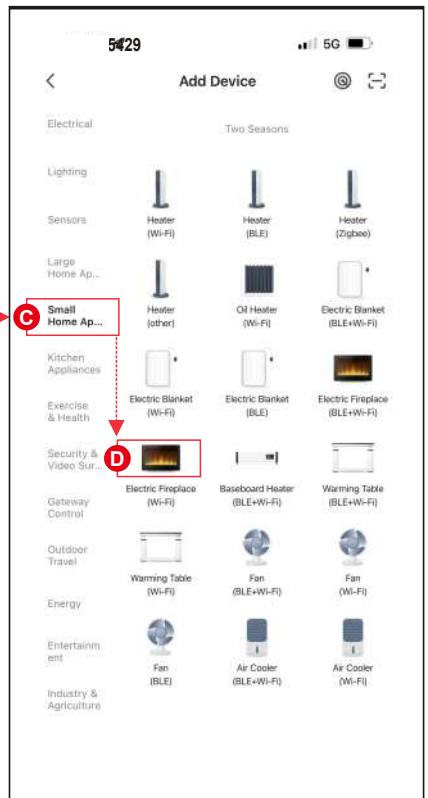 5429
5G
Add Device
Electrical
Lighting
Sensors
Large
Home Ap...
C
Small
Home Ap...
Kitchen
Appliances
Exercise
& Health
Security &
Video Sur...
Gateway
Control
Outdoor
Travel
Energy
Entertainm
ent
Industry &
Agriculture
Two Seasons
Heater
(Wi-Fi)
Heater
(BLE)
Heater
(Zigbee)
Heater
(other)
Oil Heater
(Wi-Fi)
Electric Blanket
(BLE+Wi-Fi)
Electric Blanket
(Wi-Fi)
Electric Blanket
(BLE)
Electric Fireplace
(BLE+Wi-Fi)
D
Electric Fireplace
(Wi-Fi)
Baseboard Heater
(BLE+Wi-Fi)
Warming Table
(BLE+Wi-Fi)
Warming Table
(Wi-Fi)
Fan
(BLE+Wi-Fi)
Fan
(Wi-Fi)
Fan
(BLE)
Air Cooler
(BLE+Wi-Fi)
Air Cooler
(Wi-Fi)